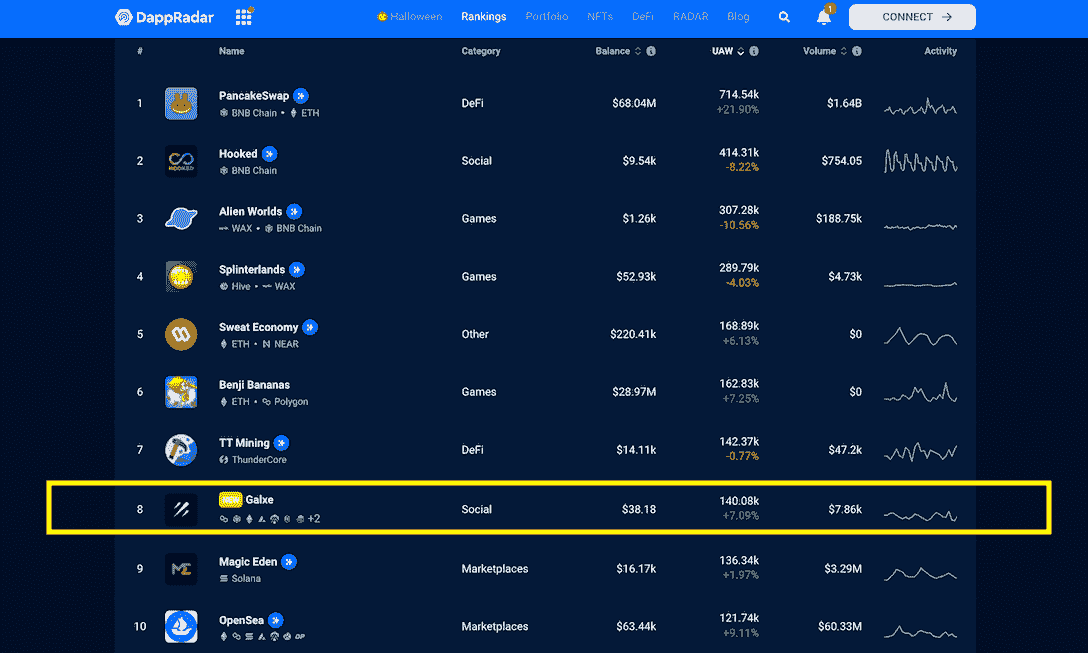 DappRadar Halloween Rankings Portfolio NFTs DeFi RADAR Blog 1 CONNECT →
# Name Category Balance UAW Volume Activity
1 PancakeSwap DeFi $68.04M 714.54k $1.64B
BNB Chain • ETH +21.90%
2 Hooked Social $9.54k 414.31k $754.05
HOOKED BNB Chain -8.22%
3 Alien Worlds Games $1.26k 307.28k $188.75k
WAX • BNB Chain -10.56%
4 Splinterlands Games $52.93k 289.79k $4.73k
Hive • WAX -4.03%
5 Sweat Economy Other $220.41k 168.89k $0
ETH • NEAR +6.13%
6 Benji Bananas Games $28.97M 162.83k $0
ETH • Polygon +7.25%
7 TT Mining DeFi $14.11k 142.37k $47.2k
ThunderCore -0.77%
8 Galxe Social $38.18 140.08k $7.86k
+2 +7.09%
9 ME Magic Eden Marketplaces $16.17k 136.34k $3.29M
Solana +1.97%
10 OpenSea Marketplaces $63.44k 121.74k $60.33M
OP +9.11%